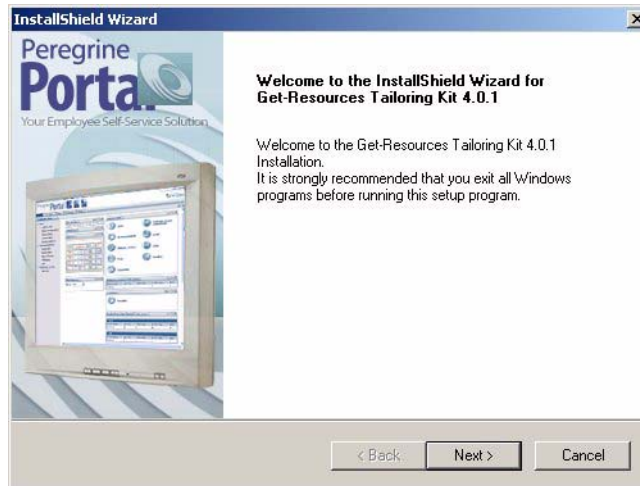 InstallShield Wizard
Peregrine
Portal
Your Employee Self-Service Solution
Welcome to the InstallShield Wizard for
Get-Resources Tailoring Kit 4.0.1
Welcome to the Get-Resources Tailoring Kit 4.0.1
Installation.
It is strongly recommended that you exit all Windows
programs before running this setup program.
Portal
< Back
Next >
Cancel